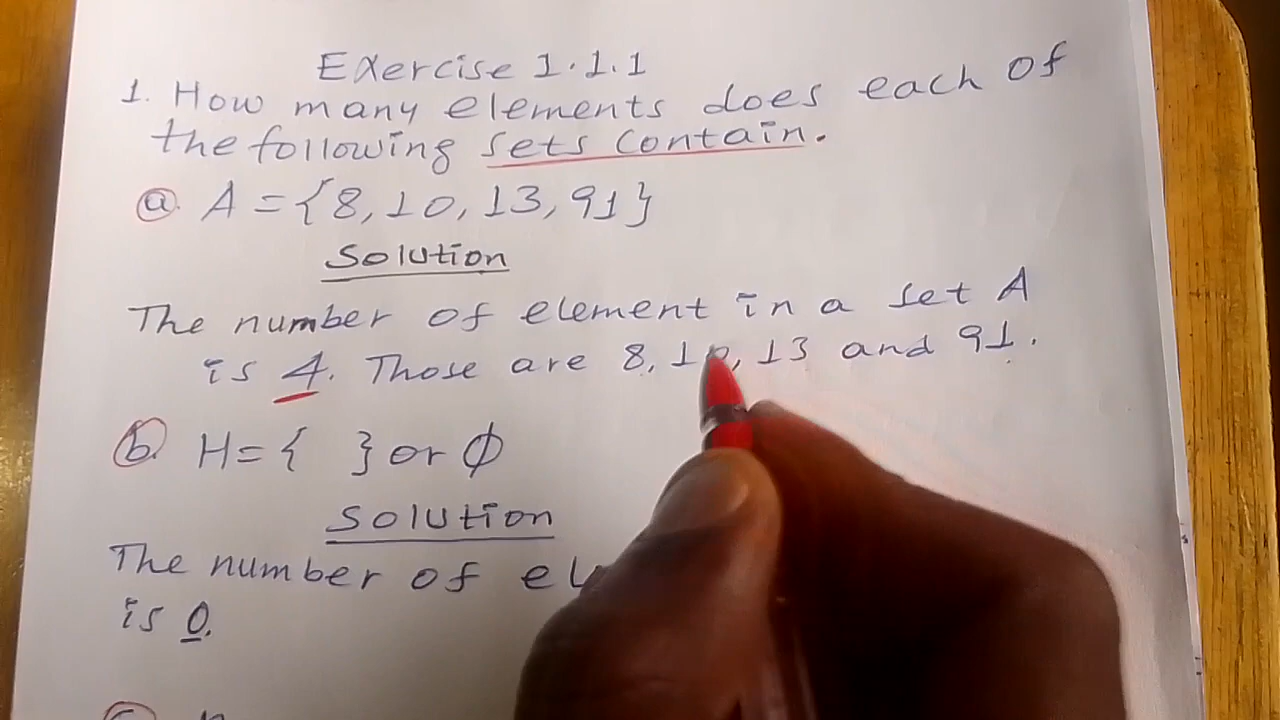 Exercise 1.1.1
1. How many elements does each of
the following sets contain.
a. A = {8, 10, 13, 91}
Solution
The number of element in a set A
is 4. Those are 8, 10, 13 and 91.
b. H = { } or ∅
Solution
The number of
is 0.